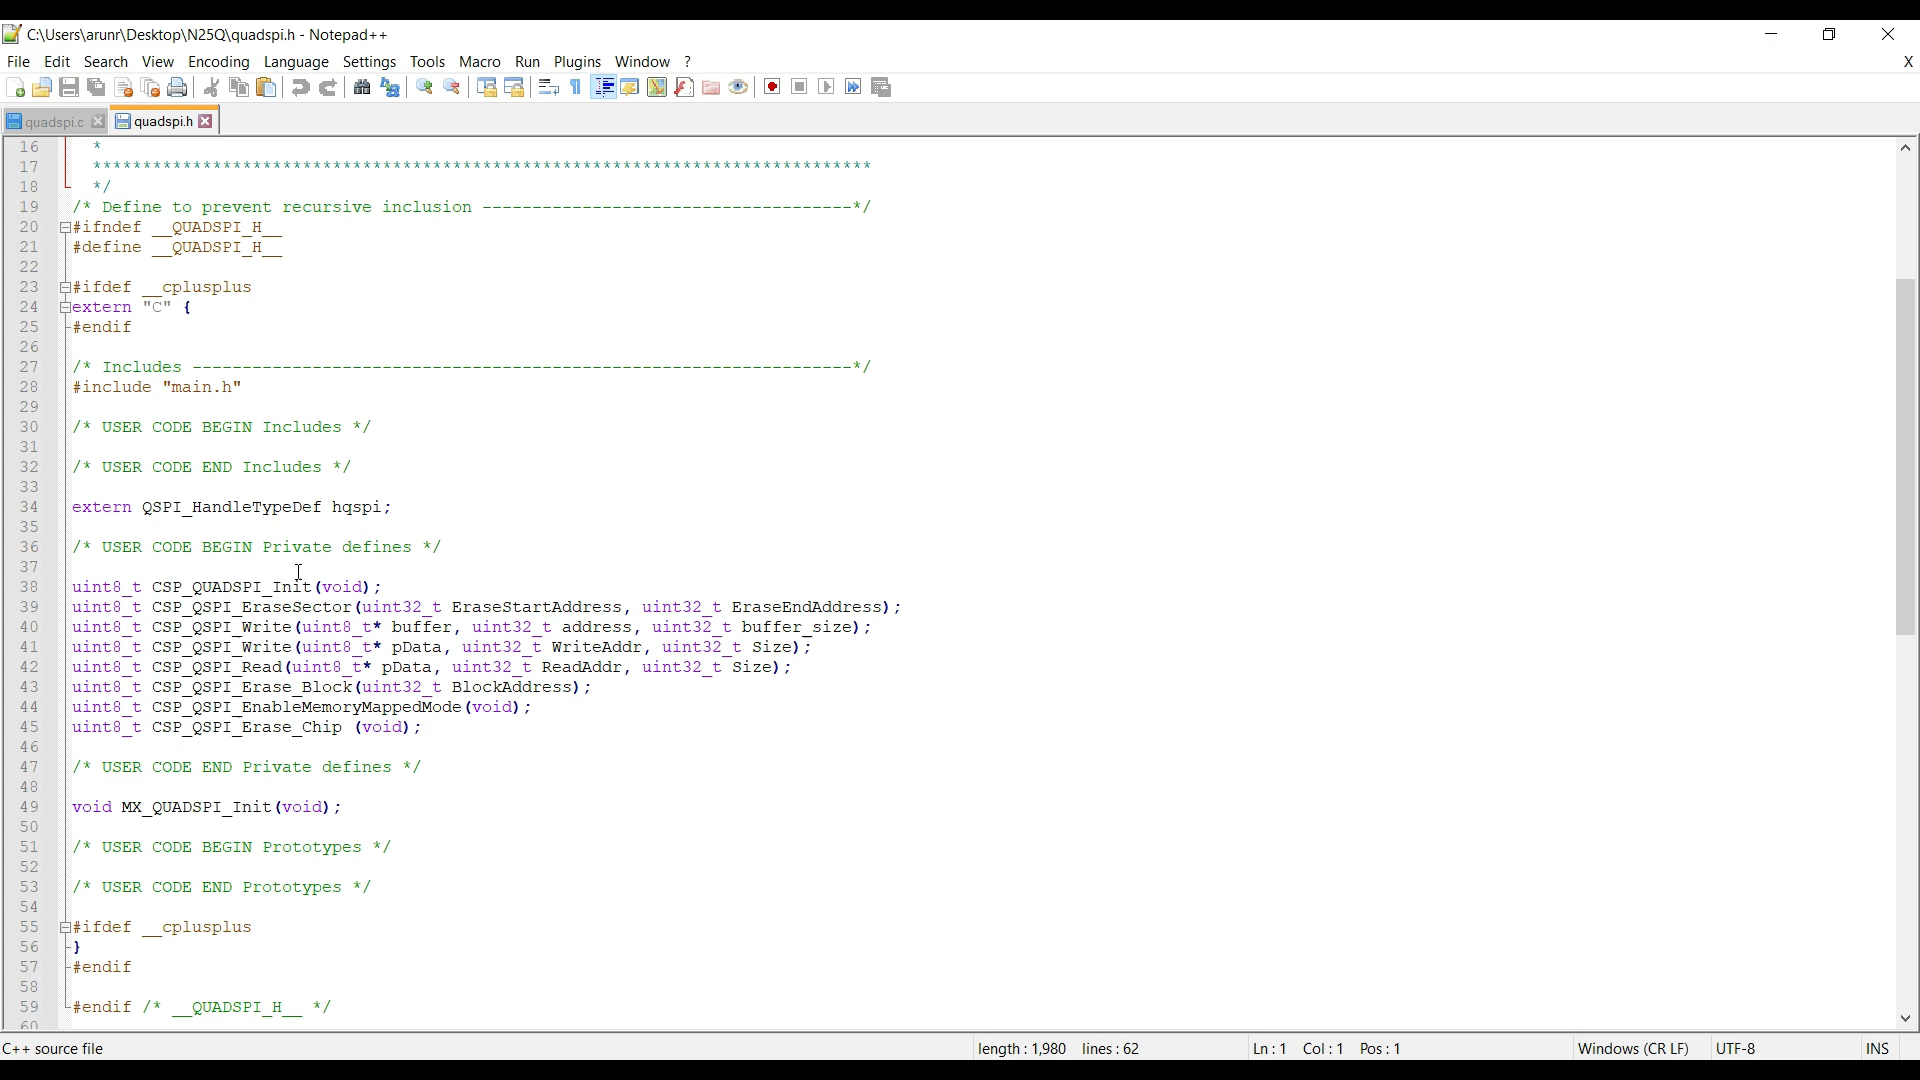 C:\Users\arunr\Desktop\N25Q\quadspi.h - Notepad++
File Edit Search View Encoding Language Settings Tools Macro Run Plugins Window ? X
quadspi.c quadspi.h
16 *
17 ******************************************************************************
18 */
19 /* Define to prevent recursive inclusion -------------------------------------*/
20 #ifndef __QUADSPI_H__
21 #define __QUADSPI_H__
22
23 #ifdef __cplusplus
24 extern "C" {
25 #endif
26
27 /* Includes ------------------------------------------------------------------*/
28 #include "main.h"
29
30 /* USER CODE BEGIN Includes */
31
32 /* USER CODE END Includes */
33
34 extern QSPI_HandleTypeDef hqspi;
35
36 /* USER CODE BEGIN Private defines */
37
38 uint8_t CSP_QUADSPI_Init(void);
39 uint8_t CSP_QSPI_EraseSector(uint32_t EraseStartAddress, uint32_t EraseEndAddress);
40 uint8_t CSP_QSPI_Write(uint8_t* buffer, uint32_t address, uint32_t buffer_size);
41 uint8_t CSP_QSPI_Write(uint8_t* pData, uint32_t WriteAddr, uint32_t Size);
42 uint8_t CSP_QSPI_Read(uint8_t* pData, uint32_t ReadAddr, uint32_t Size);
43 uint8_t CSP_QSPI_Erase_Block(uint32_t BlockAddress);
44 uint8_t CSP_QSPI_EnableMemoryMappedMode(void);
45 uint8_t CSP_QSPI_Erase_Chip (void);
46
47 /* USER CODE END Private defines */
48
49 void MX_QUADSPI_Init(void);
50
51 /* USER CODE BEGIN Prototypes */
52
53 /* USER CODE END Prototypes */
54
55 #ifdef __cplusplus
56 }
57 #endif
58
59 #endif /* __QUADSPI_H__ */
60
C++ source file length : 1,980 lines : 62 Ln : 1 Col : 1 Pos : 1 Windows (CR LF) UTF-8 INS